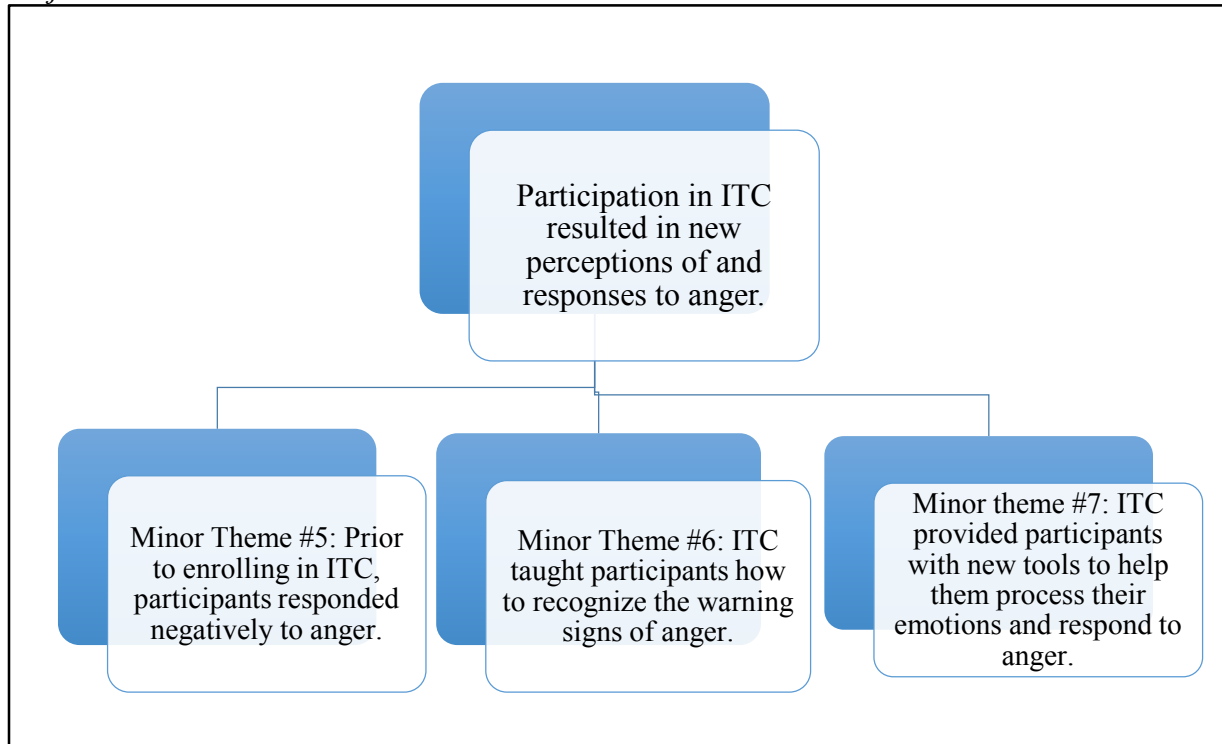 Participation in ITC
resulted in new
perceptions of and
responses to anger.
Minor Theme #5: Prior
to enrolling in ITC,
participants responded
negatively to anger.
Minor Theme #6: ITC
taught participants how
to recognize the warning
signs of anger.
Minor theme #7: ITC
provided participants
with new tools to help
them process their
emotions and respond to
anger.